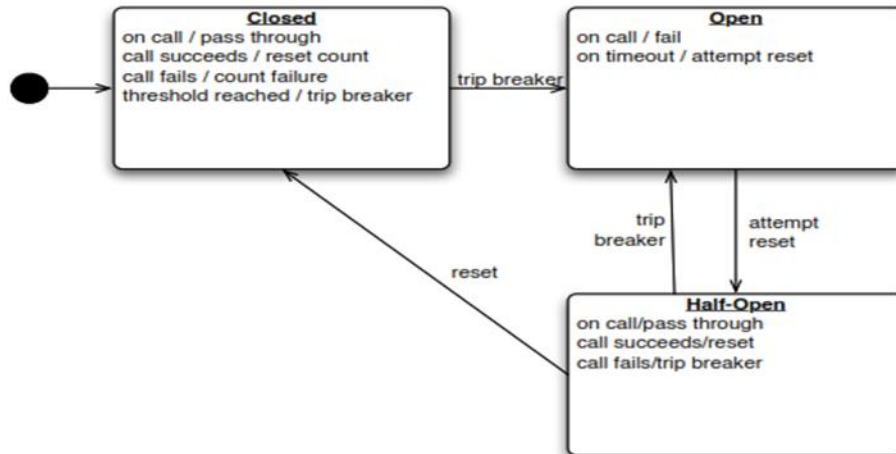 Closed
on call / pass through
call succeeds / reset count
call fails / count failure
threshold reached / trip breaker
trip breaker
Open
on call / fail
on timeout / attempt reset
trip
breaker
attempt
reset
reset
Half-Open
on call/pass through
call succeeds/reset
call fails/trip breaker